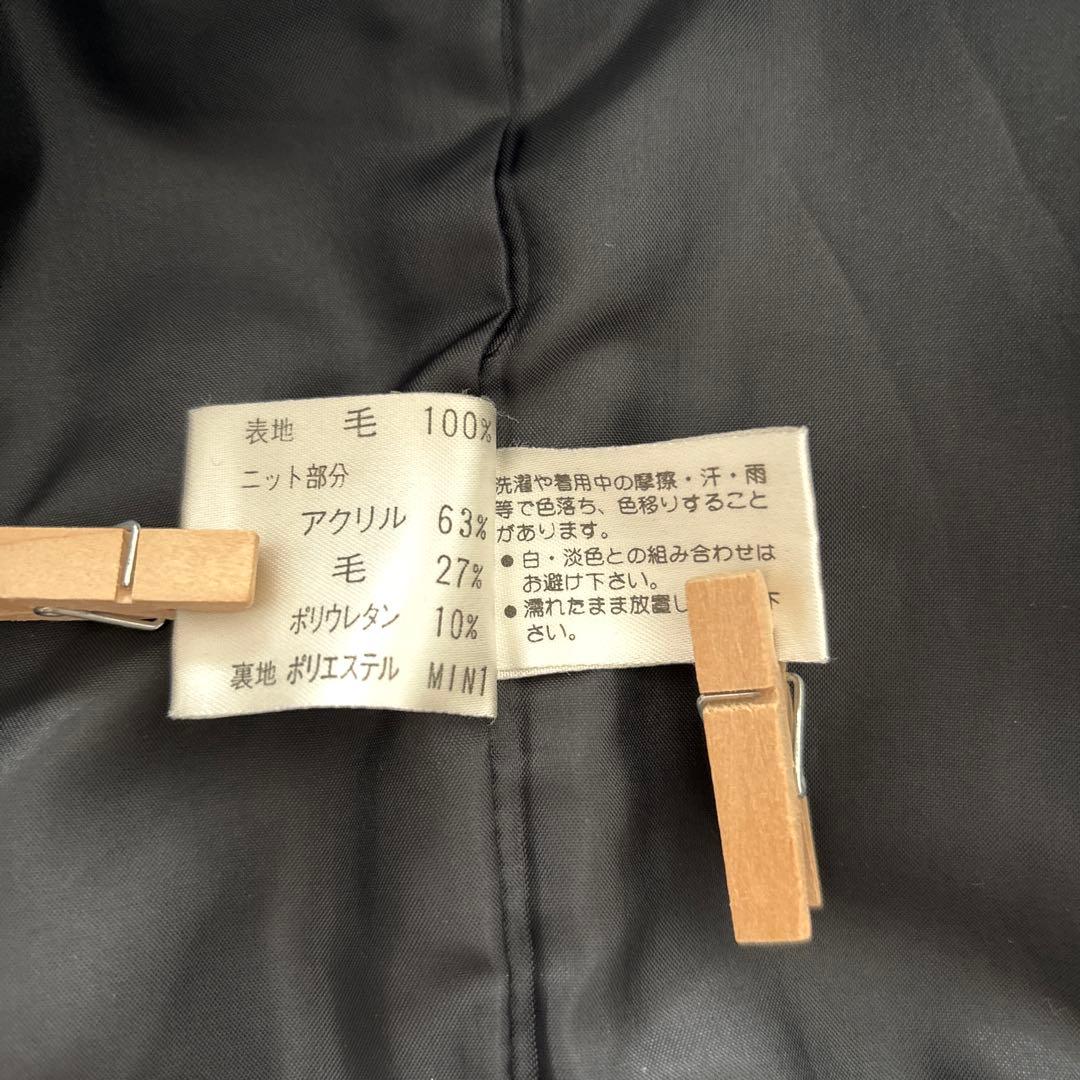 表地 毛 100%
ニット部分
アクリル 63%
毛 27%
ポリウレタン 10%
裏地 ポリエステル MIN1
洗濯や着用中の摩擦・汗・雨
等で色落ち、色移りすること
があります。
●白・淡色との組み合わせは
お避け下さい。
●濡れたまま放置し 下
さい。